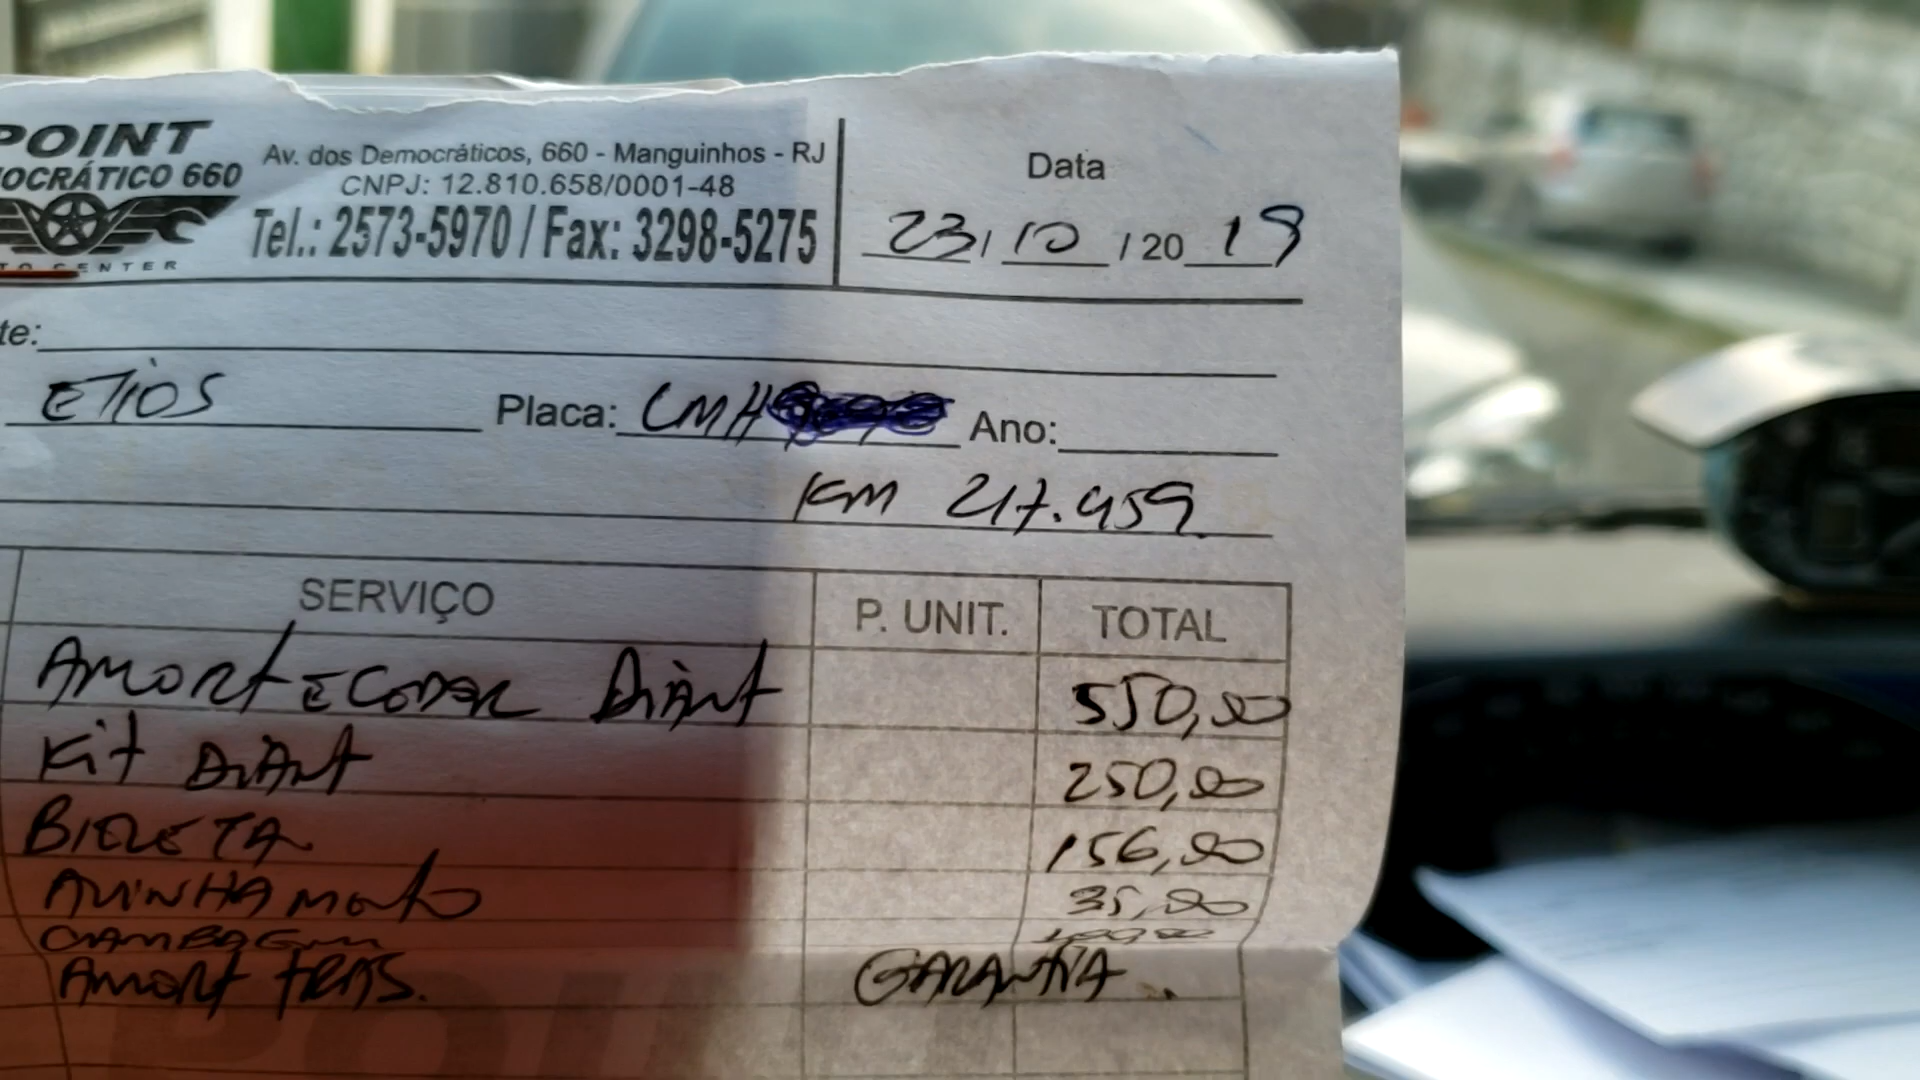 POINT
OCRÁTICO 660
CENTER
Av. dos Democráticos, 660 - Manguinhos - RJ
CNPJ: 12.810.658/0001-48
Tel.: 2573-5970 / Fax: 3298-5275
Data
23/10/2019
te:
ETIOS Placa: LMH Ano:
KM 217.459
SERVIÇO P. UNIT. TOTAL
AMORTECEDOR DIANT 550,00
Kit DIANT 250,00
BIELETA 156,00
ALINHAMENTO 35,00
CAMBAGEM
AMORT TRAS. GARANTIA